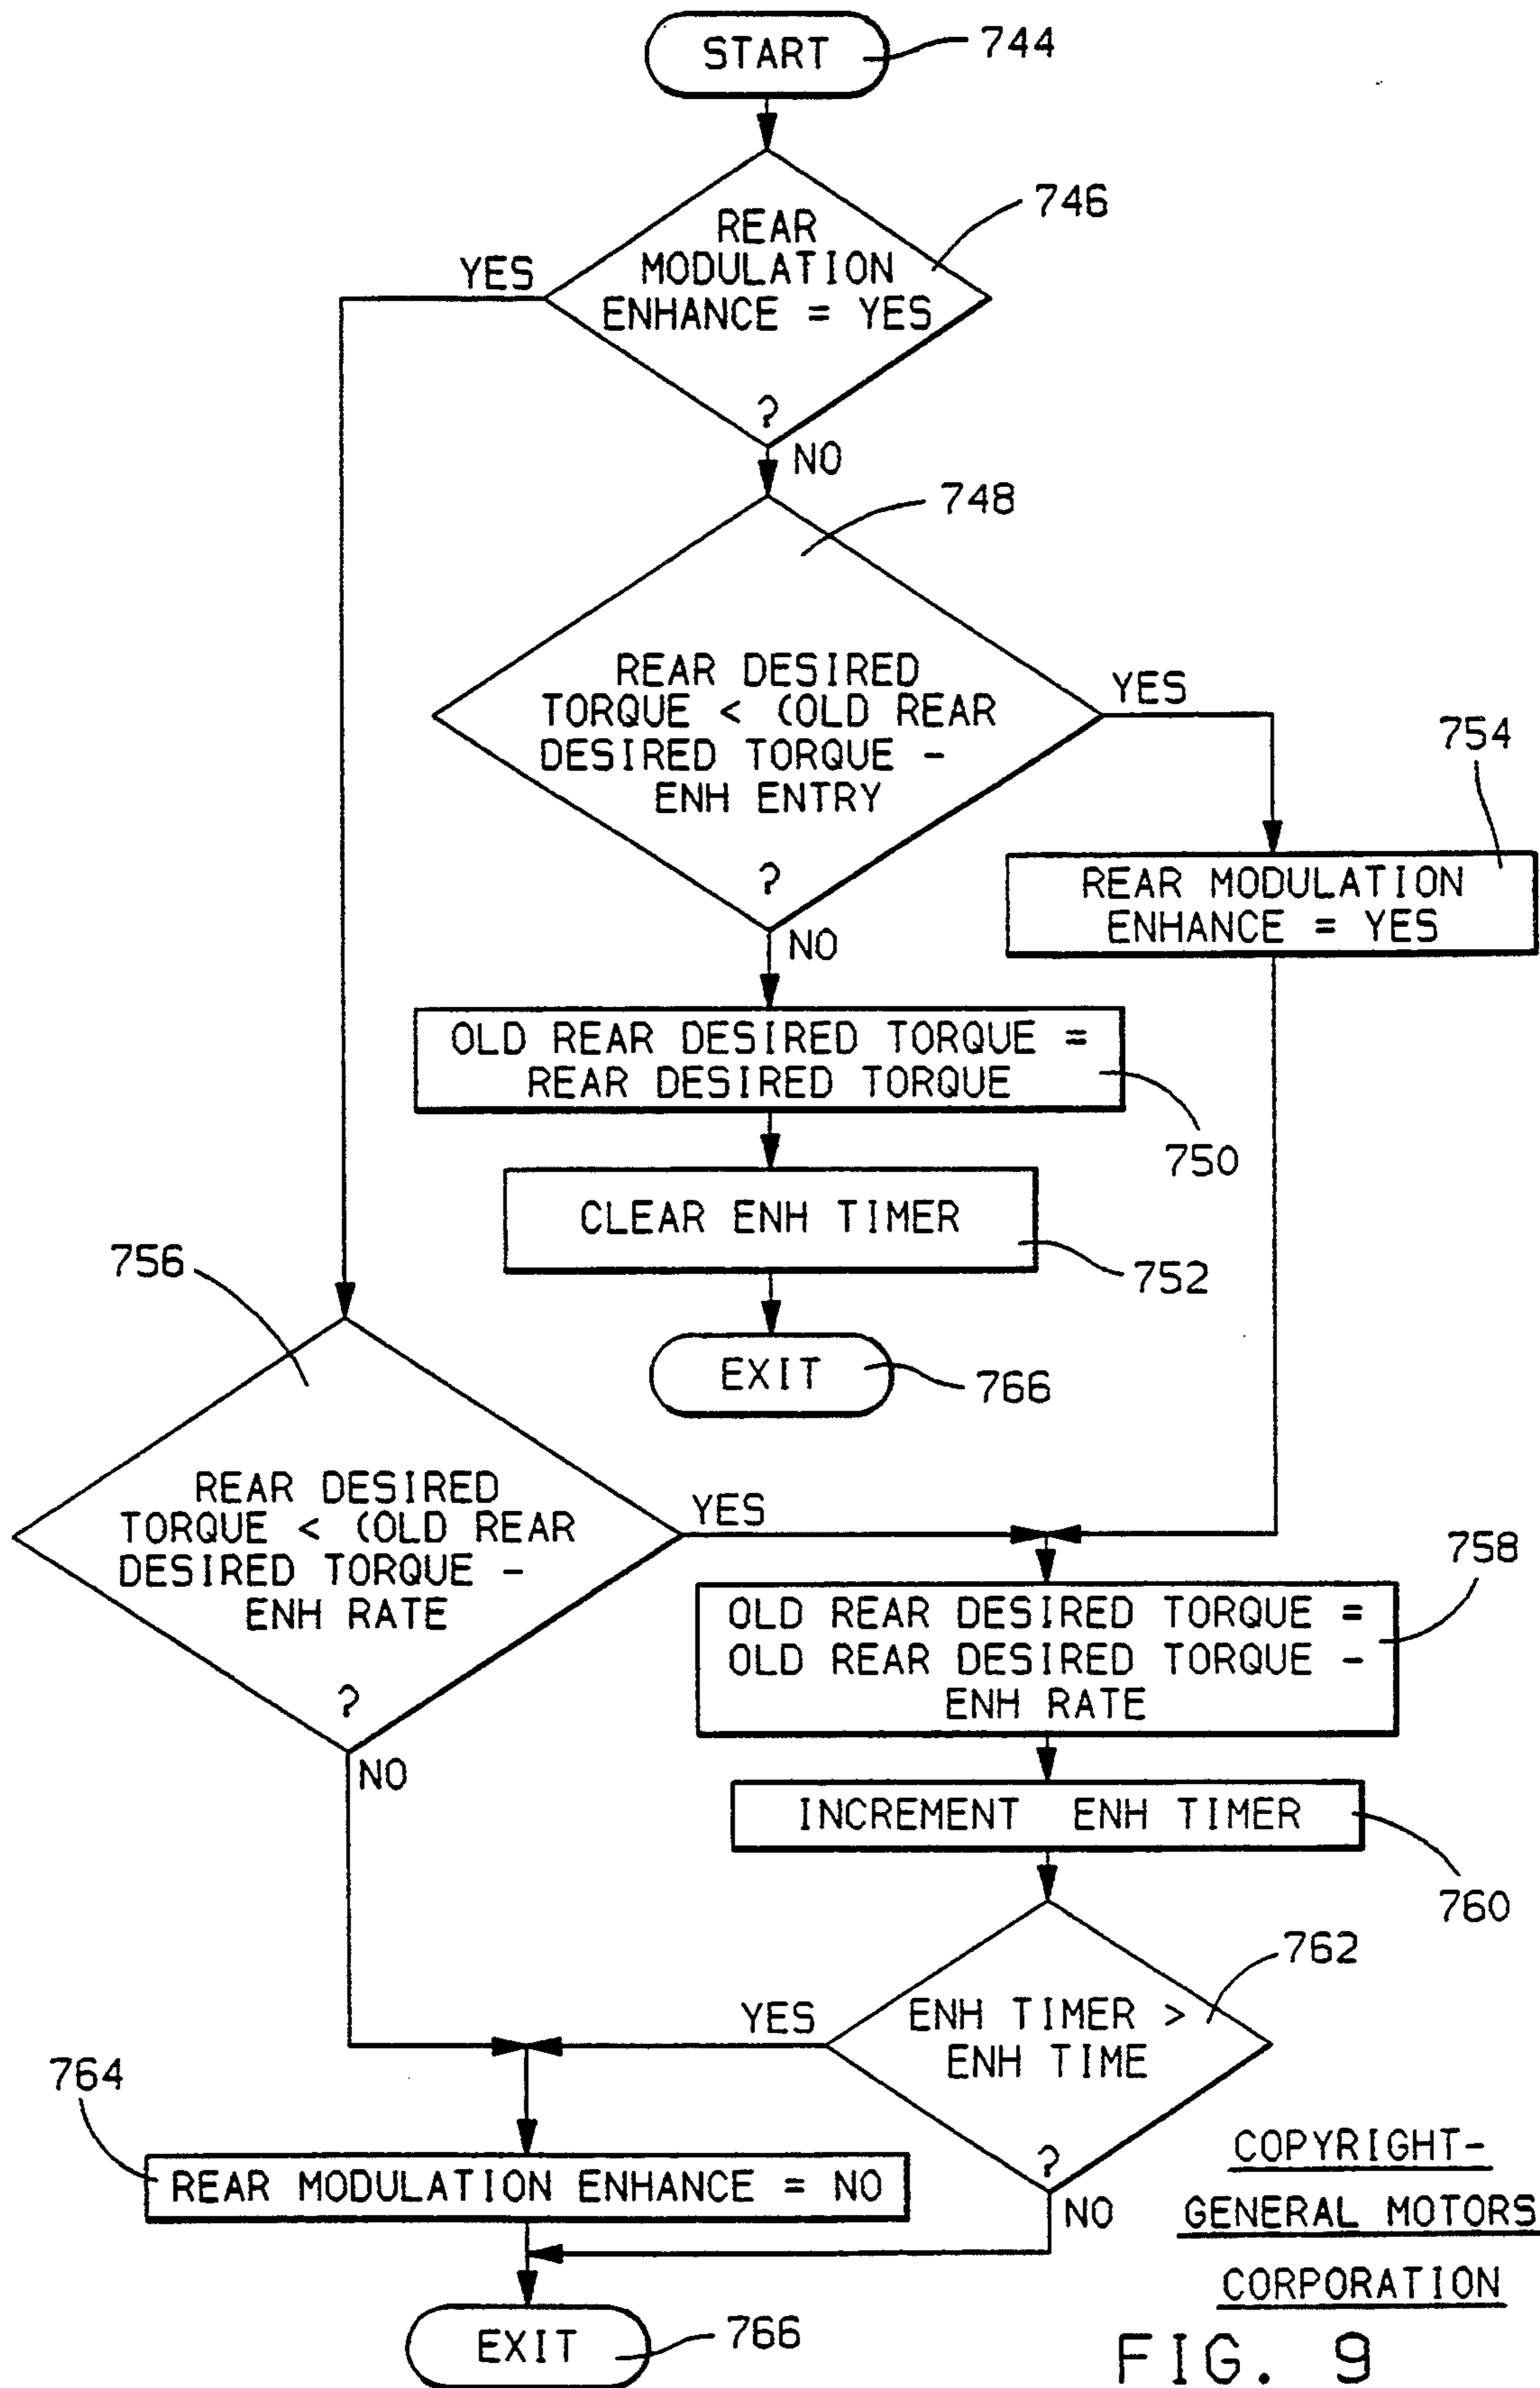 START
744
REAR
MODULATION
ENHANCE = YES
?
746
YES
NO
748
REAR DESIRED
TORQUE < (OLD REAR
DESIRED TORQUE -
ENH ENTRY
?
YES
754
REAR MODULATION
ENHANCE = YES
NO
OLD REAR DESIRED TORQUE =
REAR DESIRED TORQUE
750
CLEAR ENH TIMER
752
EXIT
766
756
REAR DESIRED
TORQUE < (OLD REAR
DESIRED TORQUE -
ENH RATE
?
YES
NO
758
OLD REAR DESIRED TORQUE =
OLD REAR DESIRED TORQUE -
ENH RATE
INCREMENT ENH TIMER
760
762
ENH TIMER >
ENH TIME
?
YES
NO
764
REAR MODULATION ENHANCE = NO
EXIT
766
COPYRIGHT-
GENERAL MOTORS
CORPORATION
FIG. 9